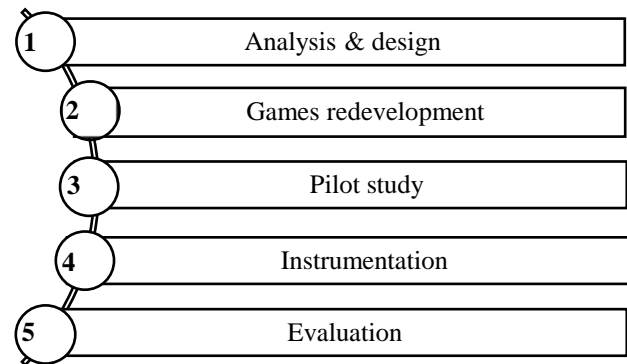 1 Analysis & design
2 Games redevelopment
3 Pilot study
4 Instrumentation
5 Evaluation